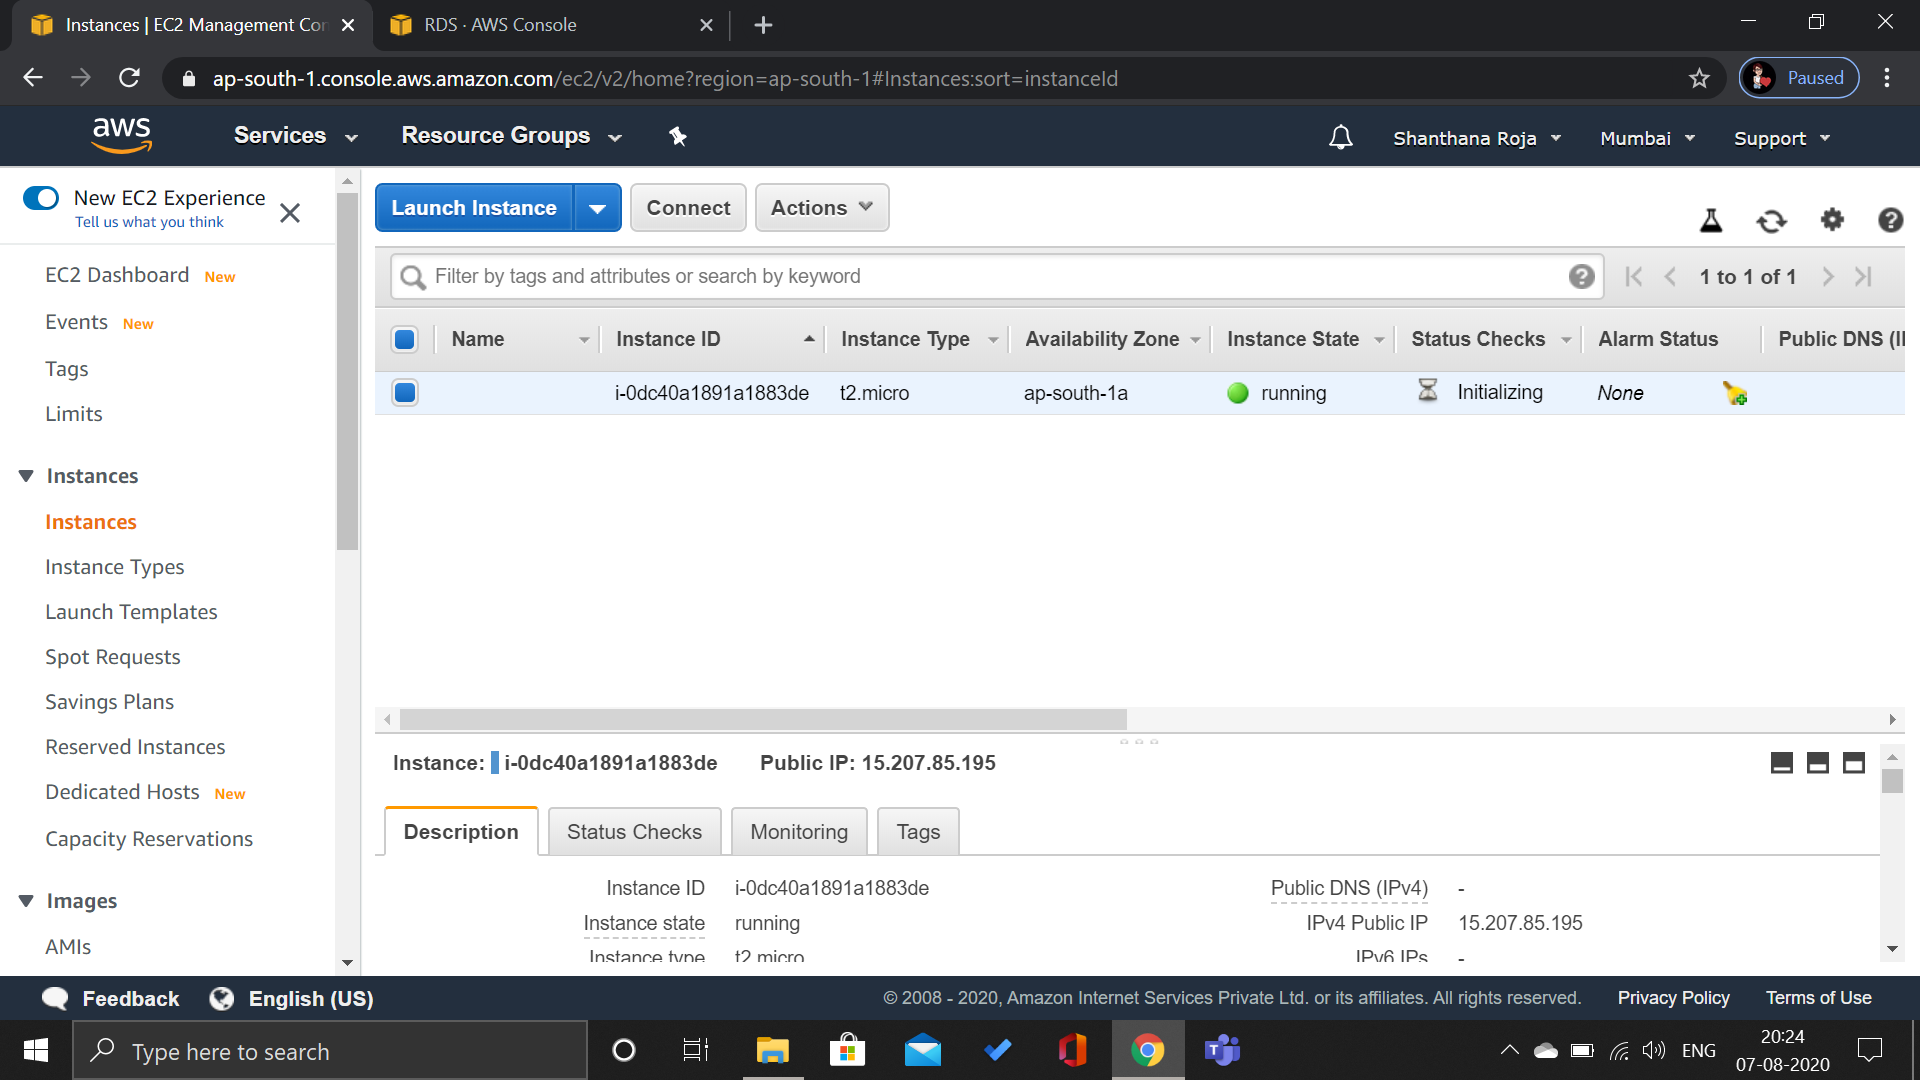 Instances | EC2 Management Con
RDS · AWS Console
ap-south-1.console.aws.amazon.com/ec2/v2/home?region=ap-south-1#Instances:sort=instanceId
Paused
aws
Services
Resource Groups
Shanthana Roja
Mumbai
Support
New EC2 Experience
Tell us what you think
EC2 Dashboard New
Events New
Tags
Limits
Instances
Instances
Instance Types
Launch Templates
Spot Requests
Savings Plans
Reserved Instances
Dedicated Hosts New
Capacity Reservations
Images
AMIs
Launch Instance
Connect
Actions
Filter by tags and attributes or search by keyword
1 to 1 of 1
Name Instance ID Instance Type Availability Zone Instance State Status Checks Alarm Status Public DNS (I
i-0dc40a1891a1883de t2.micro ap-south-1a running Initializing None
Instance: i-0dc40a1891a1883de Public IP: 15.207.85.195
Description Status Checks Monitoring Tags
Instance ID i-0dc40a1891a1883de Public DNS (IPv4) -
Instance state running IPv4 Public IP 15.207.85.195
Instance type t2.micro IPv6 IPs -
Feedback
English (US)
© 2008 - 2020, Amazon Internet Services Private Ltd. or its affiliates. All rights reserved.
Privacy Policy
Terms of Use
Type here to search
ENG
20:24
07-08-2020